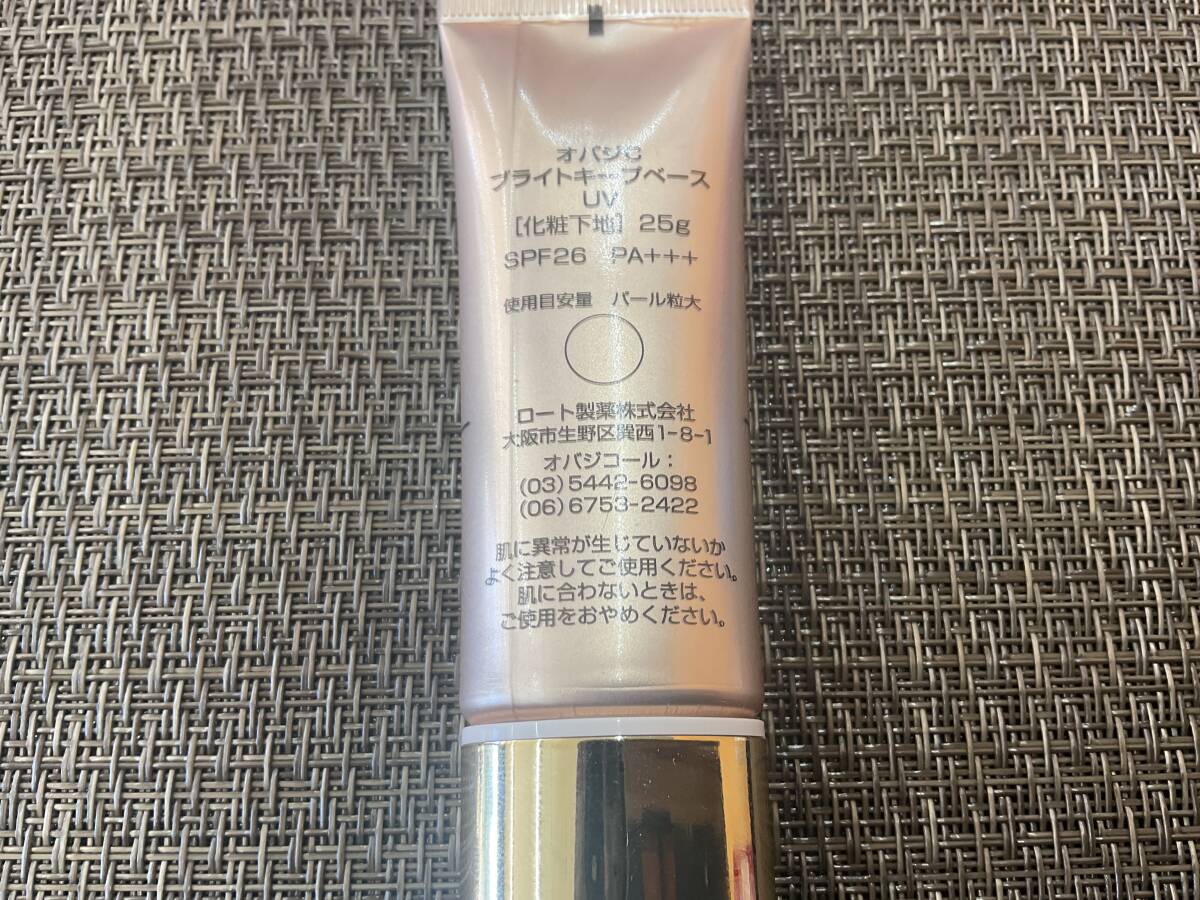 オバジC
ブライトキープベース
UV
［化粧下地］ 25g
SPF26 PA+++
使用目安量 パール粒大
ロート製薬株式会社
大阪市生野区巽西1-8-1
オバジコール：
(03)5442-6098
(06)6753-2422
肌に異常が生じていないか
よく注意してご使用ください。
肌に合わないときは、
ご使用をおやめください。